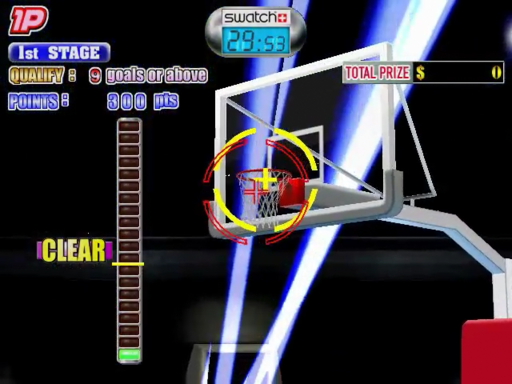 1P
swatch
29:53
1st STAGE
QUALIFY : 9 goals or above
TOTAL PRIZE $ 0
POINTS : 300 pts
CLEAR